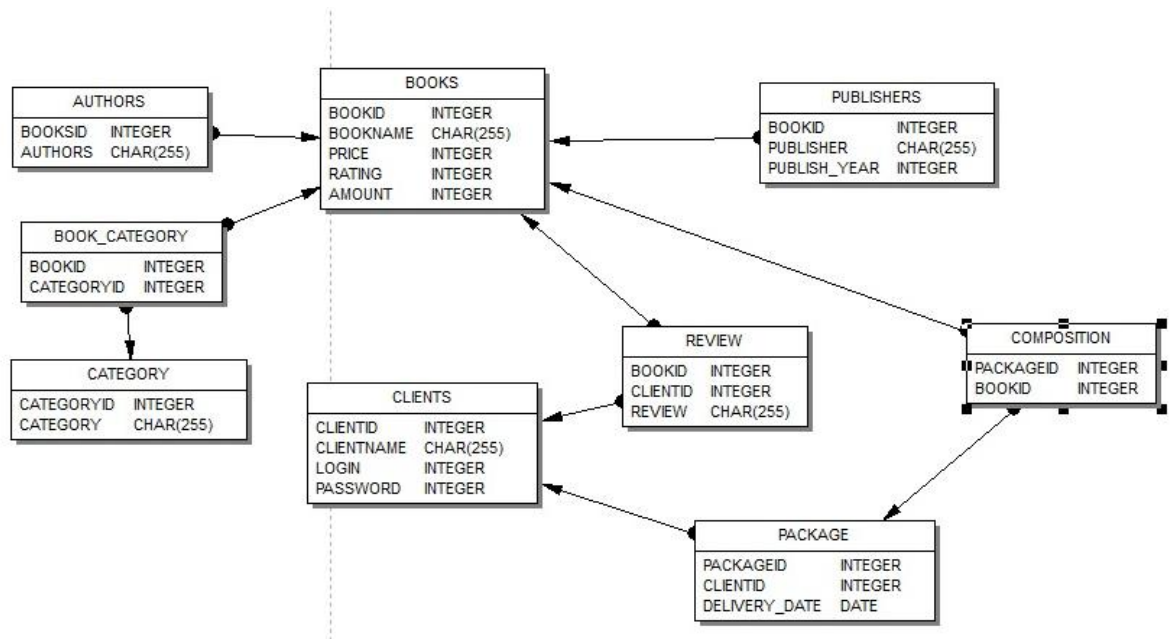 AUTHORS
BOOKSID INTEGER
AUTHORS CHAR(255)
BOOKS
BOOKID INTEGER
BOOKNAME CHAR(255)
PRICE INTEGER
RATING INTEGER
AMOUNT INTEGER
PUBLISHERS
BOOKID INTEGER
PUBLISHER CHAR(255)
PUBLISH_YEAR INTEGER
BOOK_CATEGORY
BOOKID INTEGER
CATEGORYID INTEGER
CATEGORY
CATEGORYID INTEGER
CATEGORY CHAR(255)
CLIENTS
CLIENTID INTEGER
CLIENTNAME CHAR(255)
LOGIN INTEGER
PASSWORD INTEGER
REVIEW
BOOKID INTEGER
CLIENTID INTEGER
REVIEW CHAR(255)
COMPOSITION
PACKAGEID INTEGER
BOOKID INTEGER
PACKAGE
PACKAGEID INTEGER
CLIENTID INTEGER
DELIVERY_DATE DATE